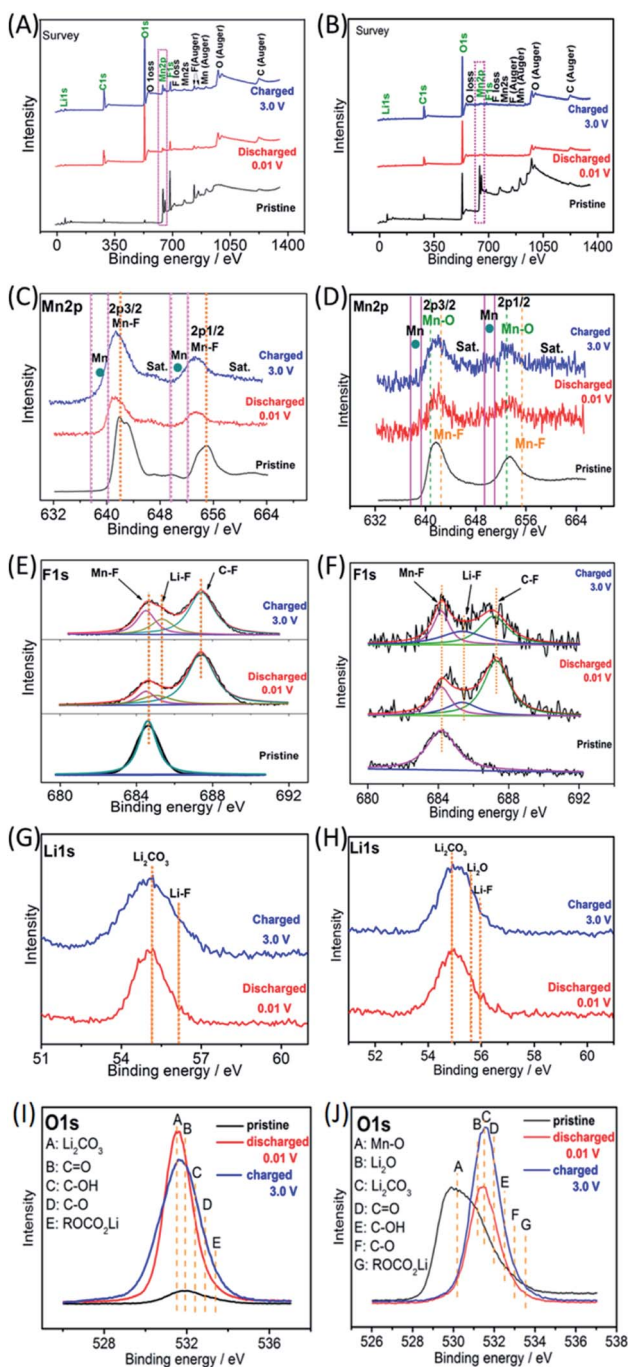 (A)
Survey
Li1s
C1s
O1s
O 1oss
Mn2p
F1s
F loss
Mn2s
F(Auger)
Mn (Auger)
O (Auger)
C (Auger)
Charged
3.0 V
Discharged
0.01 V
Pristine
Intensity
0 350 700 1050 1400
Binding energy / eV
(B)
Survey
Li1s
C1s
O1s
O loss
Mn2p
F1s
F loss
Mn2s
F (Auger)
Mn (Auger)
O (Auger)
C (Auger)
Charged
3.0 V
Discharged
0.01 V
Pristine
Intensity
0 350 700 1050 1400
Binding energy / eV
(C)
Mn2p
2p3/2
Mn-F
2p1/2
Mn-F
Mn
Sat.
Mn
Sat.
Charged
3.0 V
Discharged
0.01 V
Pristine
Intensity
632 640 648 656 664
Binding energy / eV
(D)
Mn2p
2p3/2
Mn-O
2p1/2
Mn-O
Mn
Sat.
Mn
Sat.
Charged
3.0 V
Discharged
0.01 V
Mn-F
Mn-F
Pristine
Intensity
632 640 648 656 664
Binding energy / eV
(E)
F1s
Mn-F
Li-F
C-F
Charged
3.0 V
Discharged
0.01 V
Pristine
Intensity
680 684 688 692
Binding energy / eV
(F)
F1s
Mn-F
Li-F
C-F
Charged
3.0 V
Discharged
0.01 V
Pristine
Intensity
680 684 688 692
Binding energy / eV
(G)
Li1s
Li₂CO₃
Li-F
Charged
3.0 V
Discharged
0.01 V
Intensity
51 54 57 60
Binding energy / eV
(H)
Li1s
Li₂CO₃
Li₂O
Li-F
Charged
3.0 V
Discharged
0.01 V
Intensity
52 54 56 58 60
Binding energy / eV
(I)
O1s
A: Li₂CO₃
B: C=O
C: C-OH
D: C-O
E: ROCO₂Li
A
B
C
D
E
pristine
discharged
0.01 V
charged
3.0 V
Intensity
528 532 536
Binding energy / eV
(J)
O1s
A: Mn-O
B: Li₂O
C: Li₂CO₃
D: C=O
E: C-OH
F: C-O
G: ROCO₂Li
A
B
C
D
E
F
G
pristine
discharged
0.01 V
charged
3.0 V
Intensity
526 528 530 532 534 536 538
Binding energy / eV